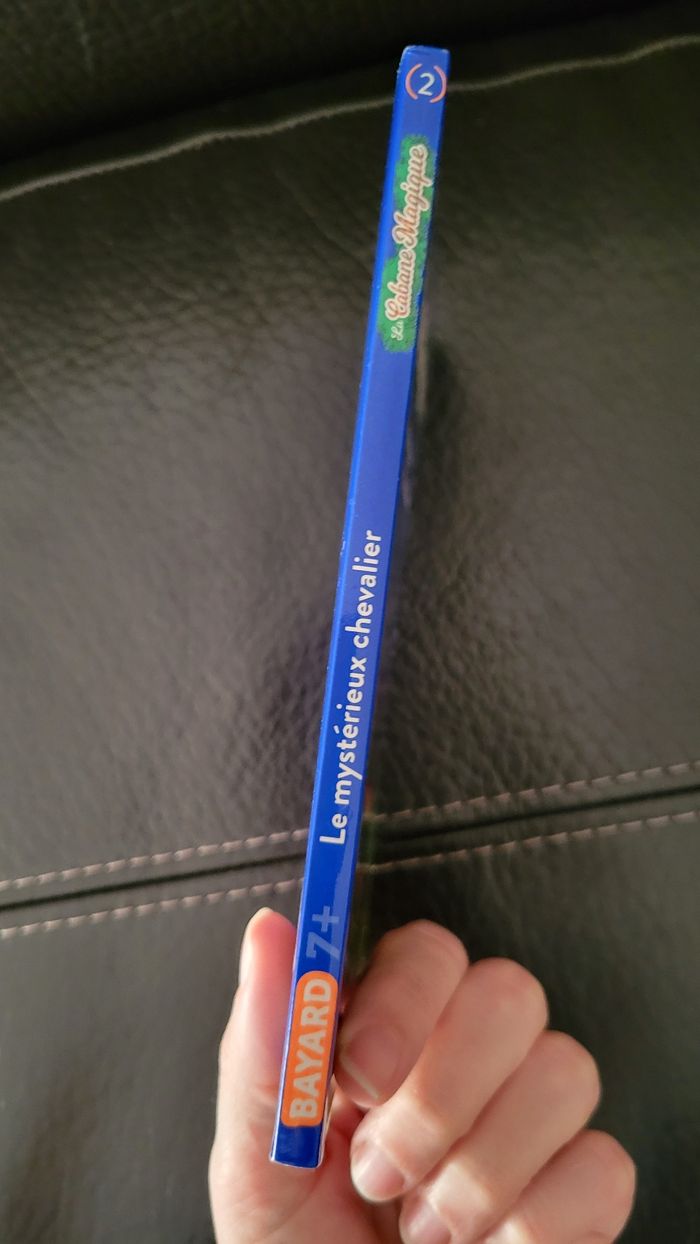 BAYARD 7+
Le mystérieux chevalier
La Cabane Magique
2